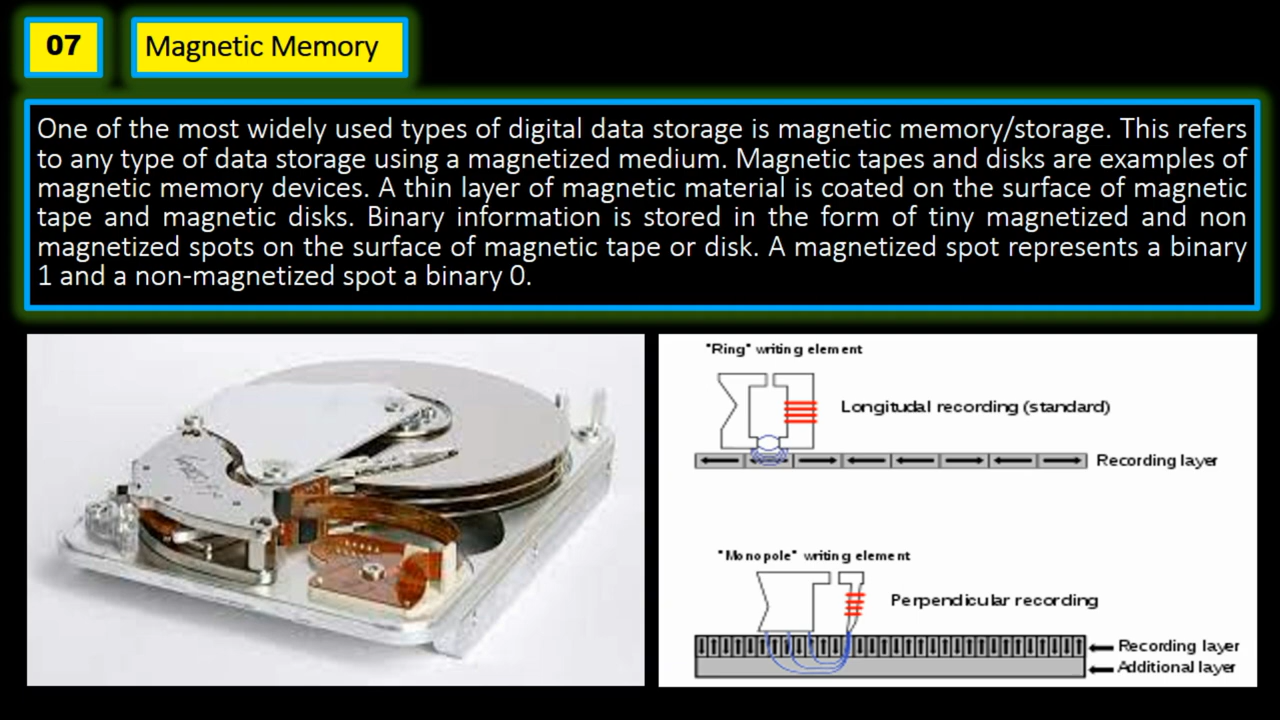 07
Magnetic Memory
One of the most widely used types of digital data storage is magnetic memory/storage. This refers
to any type of data storage using a magnetized medium. Magnetic tapes and disks are examples of
magnetic memory devices. A thin layer of magnetic material is coated on the surface of magnetic
tape and magnetic disks. Binary information is stored in the form of tiny magnetized and non
magnetized spots on the surface of magnetic tape or disk. A magnetized spot represents a binary
1 and a non-magnetized spot a binary 0.
"Ring" writing element
Longitudal recording (standard)
Recording layer
"Monopole" writing element
Perpendicular recording
Recording layer
Additional layer